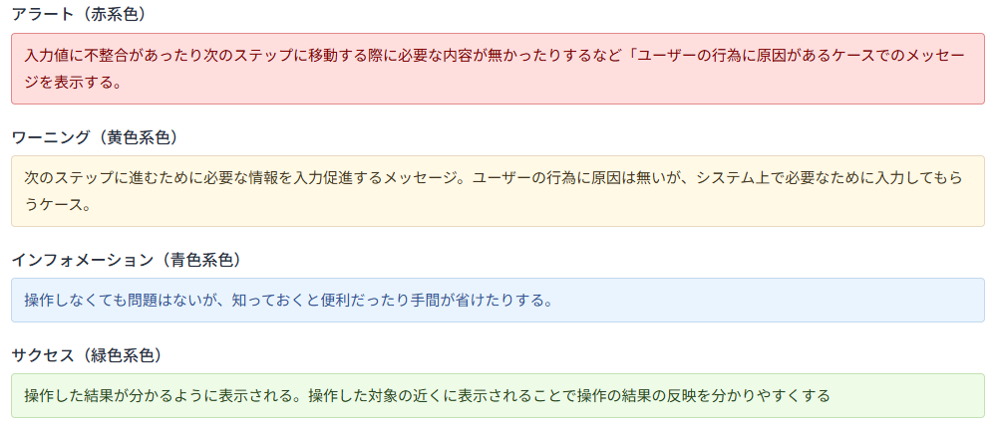 アラート（赤系色）
入力値に不整合があったり次のステップに移動する際に必要な内容が無かったりするなど「ユーザーの行為に原因があるケースでのメッセー
ジを表示する。
ワーニング（黄色系色）
次のステップに進むために必要な情報を入力促進するメッセージ。ユーザーの行為に原因は無いが、システム上で必要なために入力してもら
うケース。
インフォメーション（青色系色）
操作しなくても問題はないが、知っておくと便利だったり手間が省けたりする。
サクセス（緑色系色）
操作した結果が分かるように表示される。操作した対象の近くに表示されることで操作の結果の反映を分かりやすくする